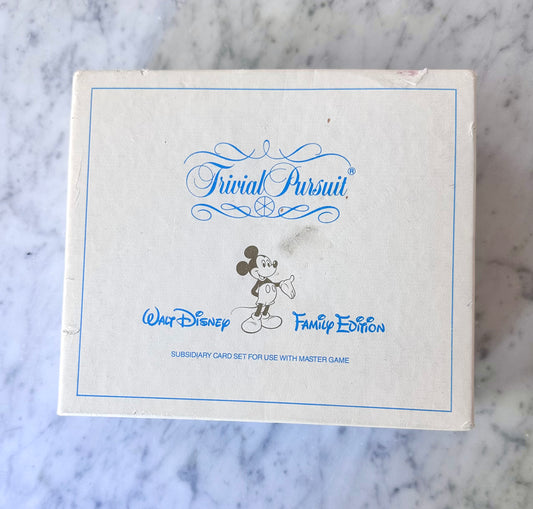 Trivial Pursuit®
Walt Disney Family Edition
SUBSIDIARY CARD SET FOR USE WITH MASTER GAME